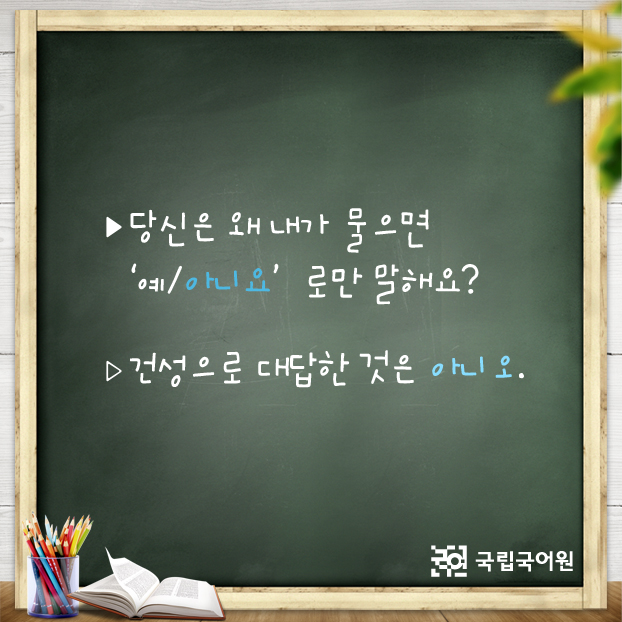 ▶당신은 왜 내가 물으면
'예/아니요' 로만 말해요?
▷건성으로 대답한 것은 아니오.
국립국어원